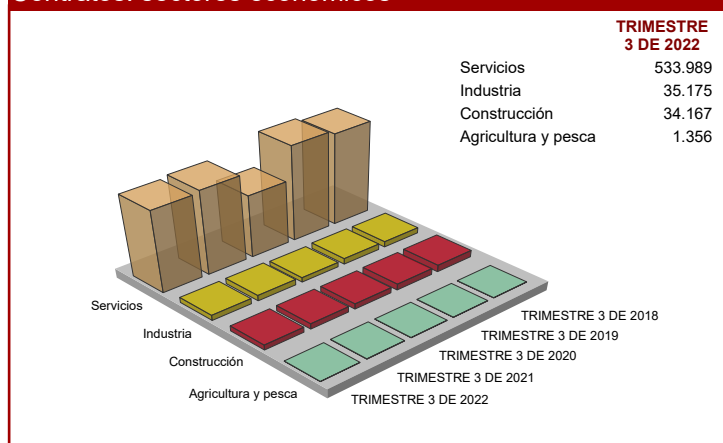 TRIMESTRE
3 DE 2022
Servicios 533.989
Industria 35.175
Construcción 34.167
Agricultura y pesca 1.356
Servicios
Industria
Construcción
Agricultura y pesca
TRIMESTRE 3 DE 2018
TRIMESTRE 3 DE 2019
TRIMESTRE 3 DE 2020
TRIMESTRE 3 DE 2021
TRIMESTRE 3 DE 2022